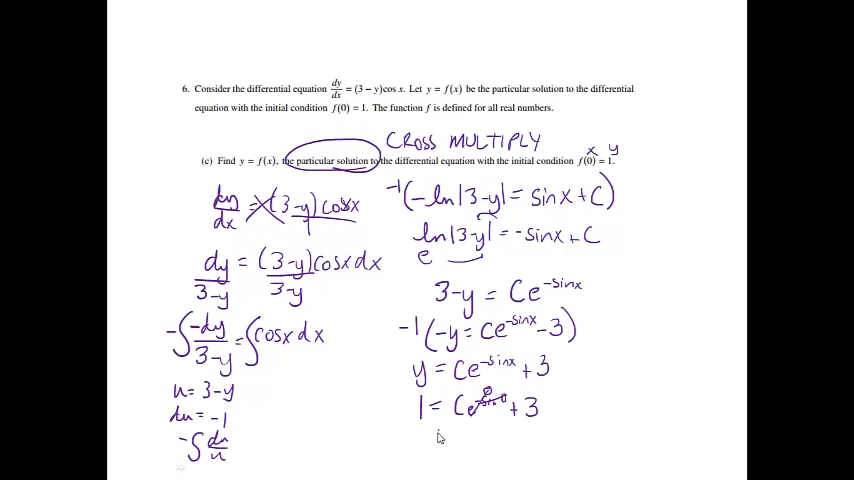 6. Consider the differential equation dy/dx = (3 − y)cos x. Let y = f(x) be the particular solution to the differential
equation with the initial condition f(0) = 1. The function f is defined for all real numbers.
CROSS MULTIPLY
x y
(c) Find y = f(x), the particular solution to the differential equation with the initial condition f(0) = 1.
dy/dx = (3-y) cosx/1
dy/3-y = (3-y)cosx dx/3-y
-∫ -dy/3-y = ∫cosx dx
u = 3-y
du = -1
-∫ du/u
-1(-ln|3-y| = sinx + C)
ln|3-y| = -sinx + C
e
3-y = Ce^-sinx
-1(-y = Ce^-sinx -3)
y = Ce^-sinx + 3
1 = Ce^-sin 0 + 3